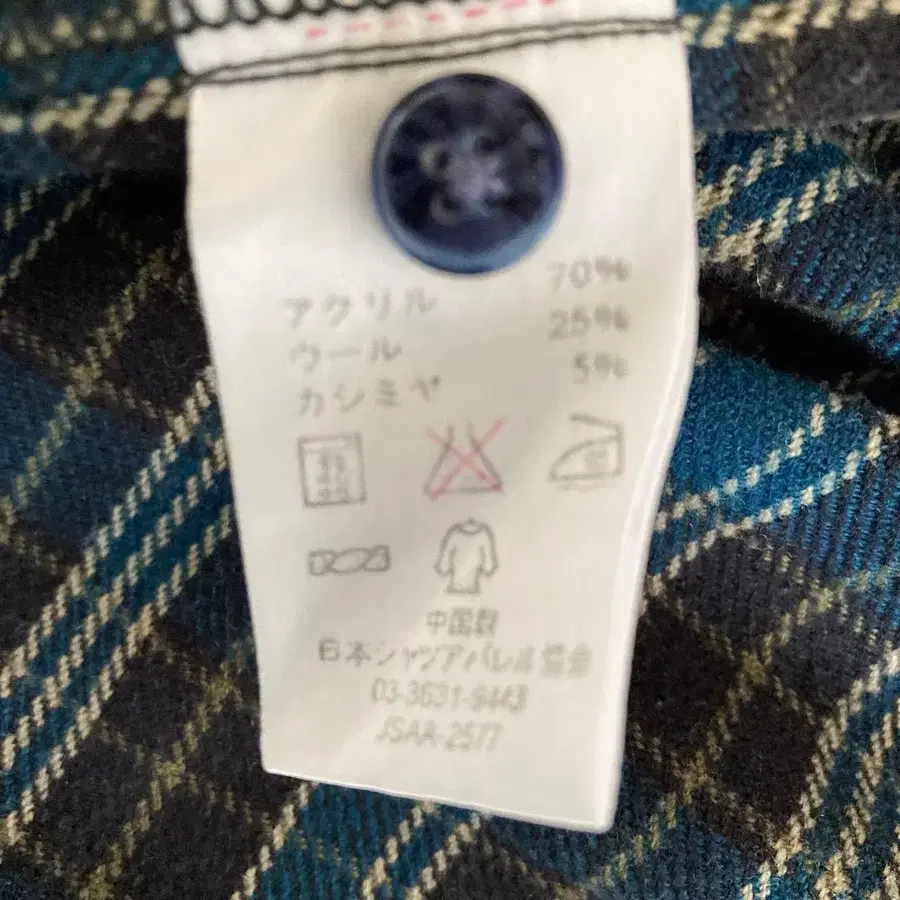 アクリル 70%
ウール 25%
カシミヤ 5%
中国製
日本シャツアパレル協会
03-3631-9443
JSAA-2577